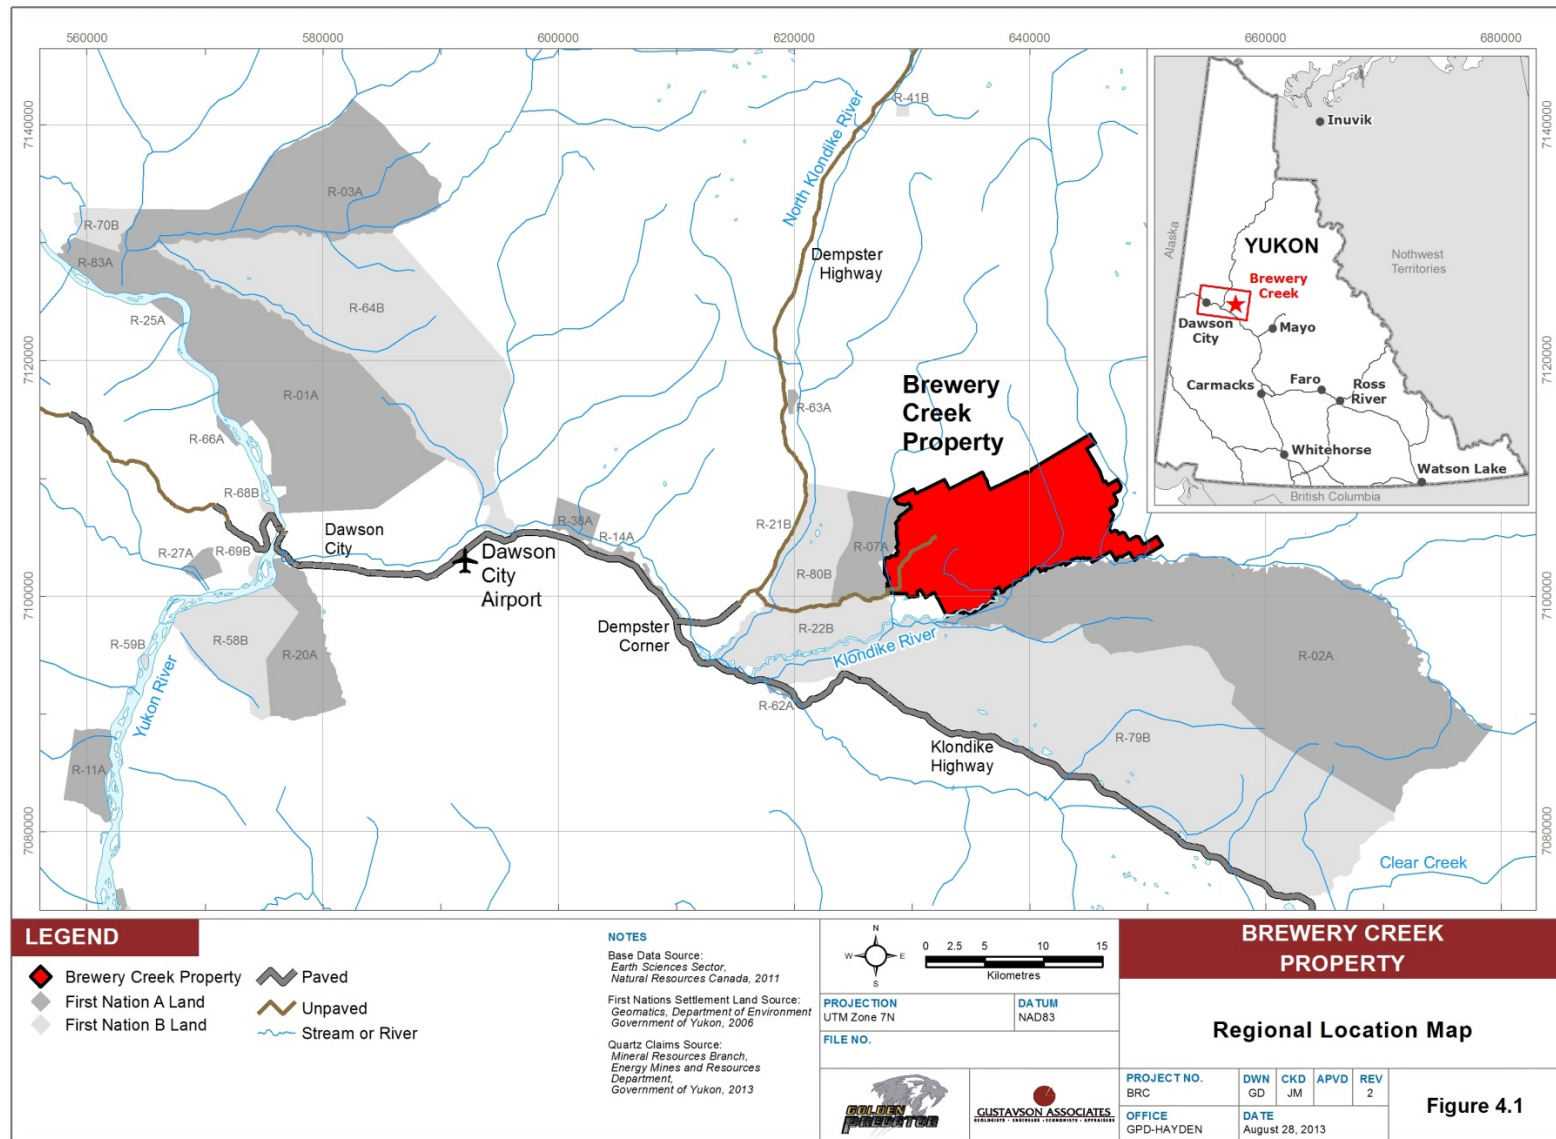 560000
580000
600000
620000
640000
660000
680000
7140000
7120000
7100000
7080000
7140000
7120000
7100000
7080000
R-41B
R-03A
R-70B
R-83A
R-64B
R-25A
R-01A
R-66A
R-68B
R-63A
R-21B
R-07A
R-80B
R-38A
R-14A
R-27A
R-69B
R-22B
R-59B
R-58B
R-20A
R-02A
R-62A
R-79B
R-11A
North Klondike River
Dempster
Highway
Brewery
Creek
Property
Dawson
City
Dawson
City
Airport
Dempster
Corner
Klondike River
Yukon River
Klondike
Highway
Clear Creek
Inuvik
Alaska
YUKON
Nothwest
Territories
Brewery
Creek
Dawson
City
Mayo
Carmacks
Faro
Ross
River
Whitehorse
Watson Lake
British Columbia
LEGEND
Brewery Creek Property
First Nation A Land
First Nation B Land
Paved
Unpaved
Stream or River
NOTES
Base Data Source:
Earth Sciences Sector,
Natural Resources Canada, 2011
First Nations Settlement Land Source:
Geomatics, Department of Environment
Government of Yukon, 2006
Quartz Claims Source:
Mineral Resources Branch,
Energy Mines and Resources
Department,
Government of Yukon, 2013
N
W
E
S
0 2.5 5 10 15
Kilometres
PROJECTION
UTM Zone 7N
DATUM
NAD83
FILE NO.
GOLDEN
PREDATOR
GUSTAVSON ASSOCIATES
GEOLOGISTS • ENGINEERS • ECONOMISTS • APPRAISERS
BREWERY CREEK
PROPERTY
Regional Location Map
PROJECT NO.
BRC
DWN
GD
CKD
JM
APVD
REV
2
OFFICE
GPD-HAYDEN
DATE
August 28, 2013
Figure 4.1